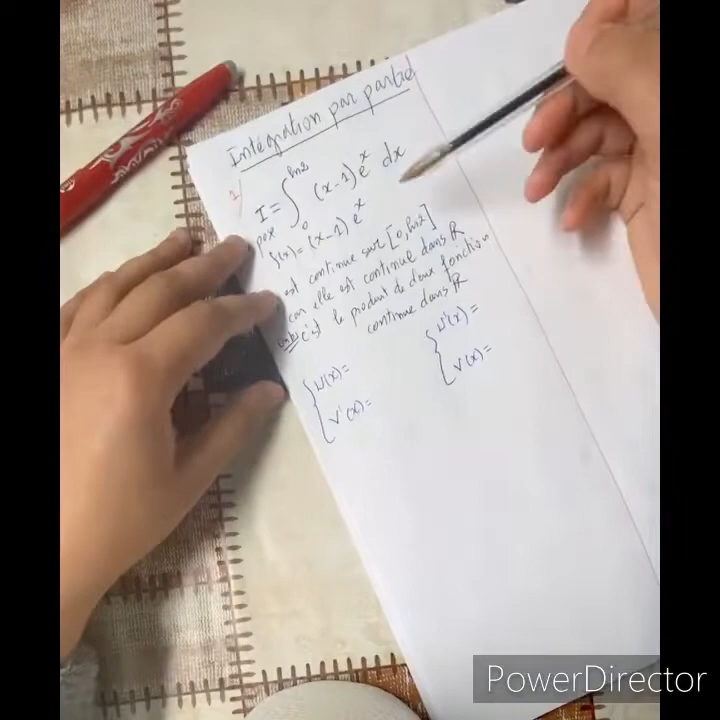 Intégration par partie
1)
I = ∫₀^ln2 (x-1) eˣ dx
pose
f(x) = (x-1) eˣ
est continue sur [0, ln2]
car elle est continue dans ℝ
c'est le produit de deux fonction
continue dans ℝ
{ U(x)=
V'(x)=
{ U'(x)=
V(x)=
PowerDirector